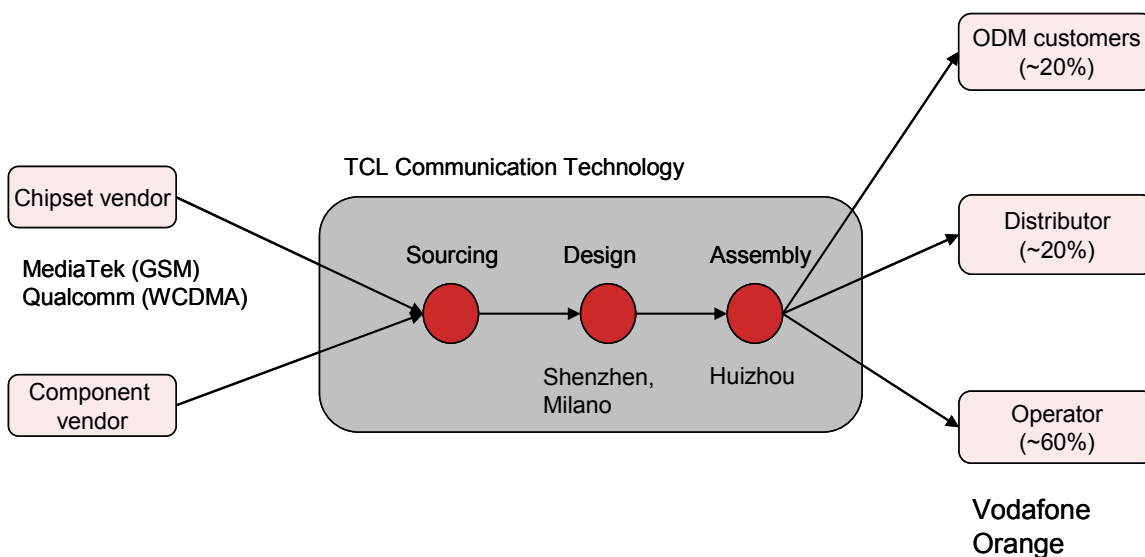 ODM customers
(~20%)
TCL Communication Technology
Chipset vendor
MediaTek (GSM)
Qualcomm (WCDMA)
Sourcing
Design
Assembly
Distributor
(~20%)
Shenzhen,
Milano
Huizhou
Component
vendor
Operator
(~60%)
Vodafone
Orange